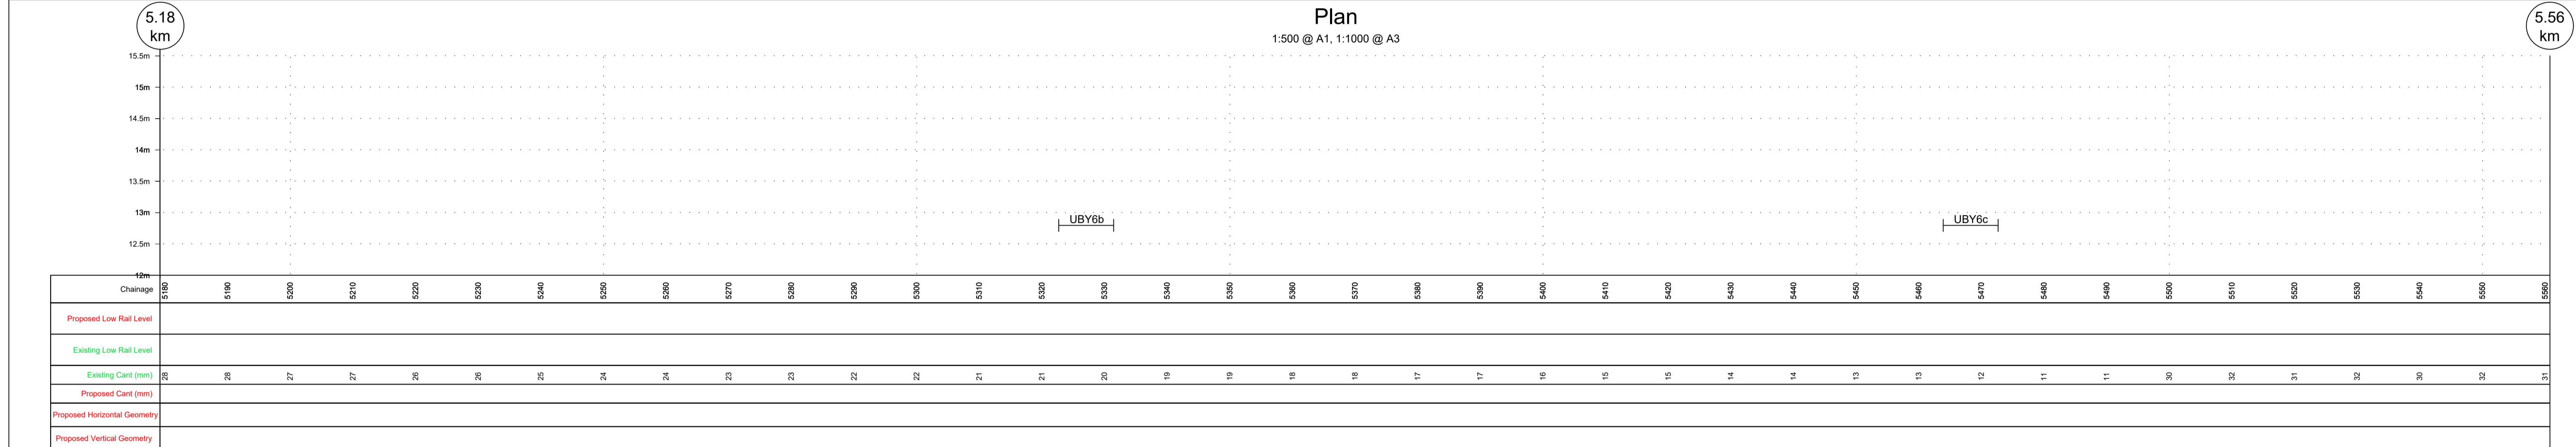 5.18
km
Plan
1:500 @ A1, 1:1000 @ A3
5.56
km
15.5m
15m
14.5m
14m
13.5m
13m
12.5m
12m
UBY6b
UBY6c
Chainage 5180 5190 5200 5210 5220 5230 5240 5250 5260 5270 5280 5290 5300 5310 5320 5330 5340 5350 5360 5370 5380 5390 5400 5410 5420 5430 5440 5450 5460 5470 5480 5490 5500 5510 5520 5530 5540 5550 5560
Proposed Low Rail Level
Existing Low Rail Level
Existing Cant (mm) 28 28 27 27 26 26 25 24 24 23 23 22 22 21 21 20 19 19 18 18 17 17 16 15 15 14 14 13 13 12 11 11 30 32 31 32 30 32 31
Proposed Cant (mm)
Proposed Horizontal Geometry
Proposed Vertical Geometry